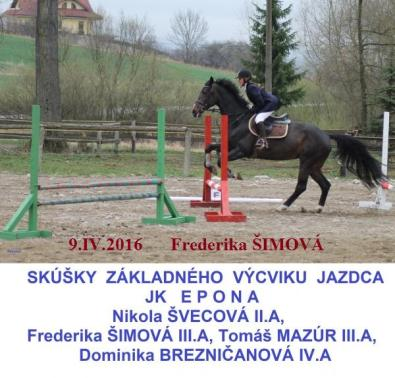 9.IV.2016 Frederika ŠIMOVÁ
SKÚŠKY ZÁKLADNÉHO VÝCVIKU JAZDCA
JK E P O N A
Nikola ŠVECOVÁ II.A,
Frederika ŠIMOVÁ III.A, Tomáš MAZÚR III.A,
Dominika BREZNIČANOVÁ IV.A